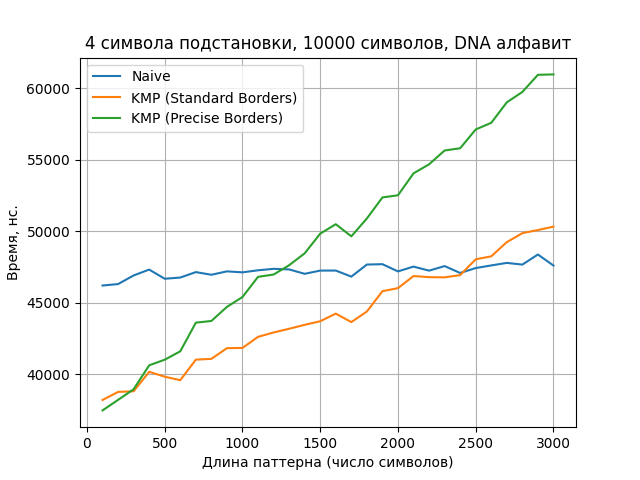 4 символа подстановки, 10000 символов, DNA алфавит
Naive
KMP (Standard Borders)
KMP (Precise Borders)
60000
55000
50000
45000
40000
Время, нс.
0 500 1000 1500 2000 2500 3000
Длина паттерна (число символов)